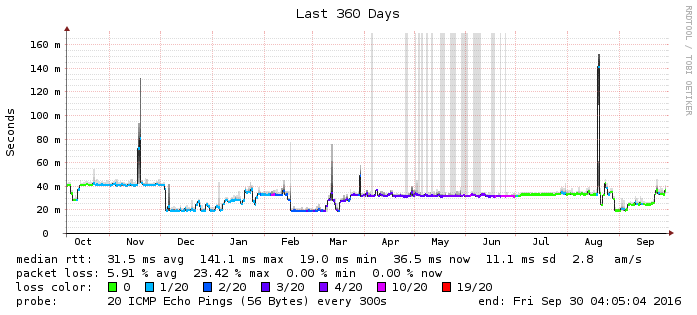 Last 360 Days
RRDTOOL / TOBI OETIKER
Seconds
160 m
140 m
120 m
100 m
80 m
60 m
40 m
20 m
0
Oct Nov Dec Jan Feb Mar Apr May Jun Jul Aug Sep
median rtt: 31.5 ms avg 141.1 ms max 19.0 ms min 36.5 ms now 11.1 ms sd 2.8 am/s
packet loss: 5.91 % avg 23.42 % max 0.00 % min 0.00 % now
loss color: 0 1/20 2/20 3/20 4/20 10/20 19/20
probe: 20 ICMP Echo Pings (56 Bytes) every 300s end: Fri Sep 30 04:05:04 2016